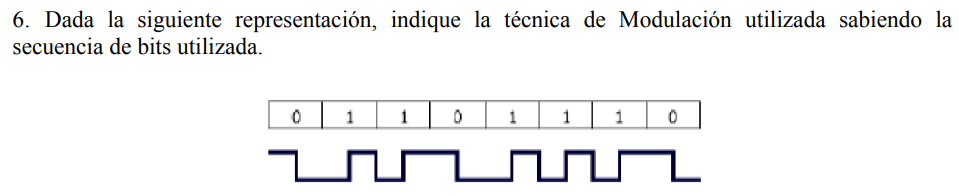 6. Dada la siguiente representación, indique la técnica de Modulación utilizada sabiendo la
secuencia de bits utilizada.
0 1 1 0 1 1 1 0